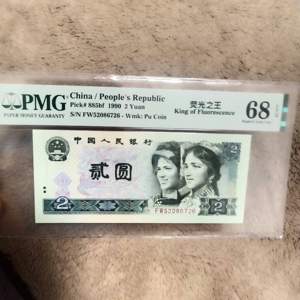 PMG
PAPER MONEY GUARANTY
China / People's Republic
Pick# 885bf 1990 2 Yuan
S/N FW52086726 - Wmk: Pu Coin
荧光之王
King of Fluorescence
68
中国人民银行
贰圆
2
2
FW52086726